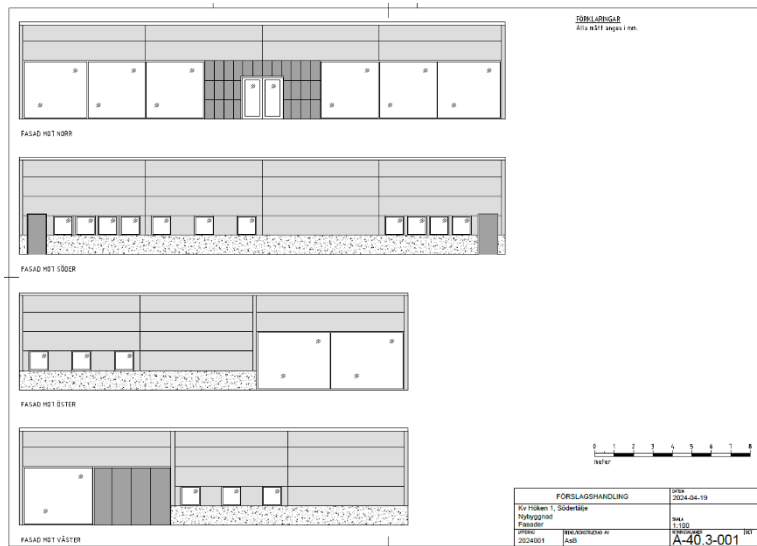 FÖRKLARINGAR
Alla mått anges i mm.
FASAD MOT NORR
FASAD MOT SÖDER
FASAD MOT ÖSTER
FASAD MOT VÄSTER
0 1 2 3 4 5 6 7 8
meter
FÖRSLAGSHANDLING
DATUM
2024-04-19
Kv Höken 1, Södertälje
Nybyggnad
Fasader
SKALA
1:100
UPPDRAG
2024001
AsB
A-40.3-001
BET